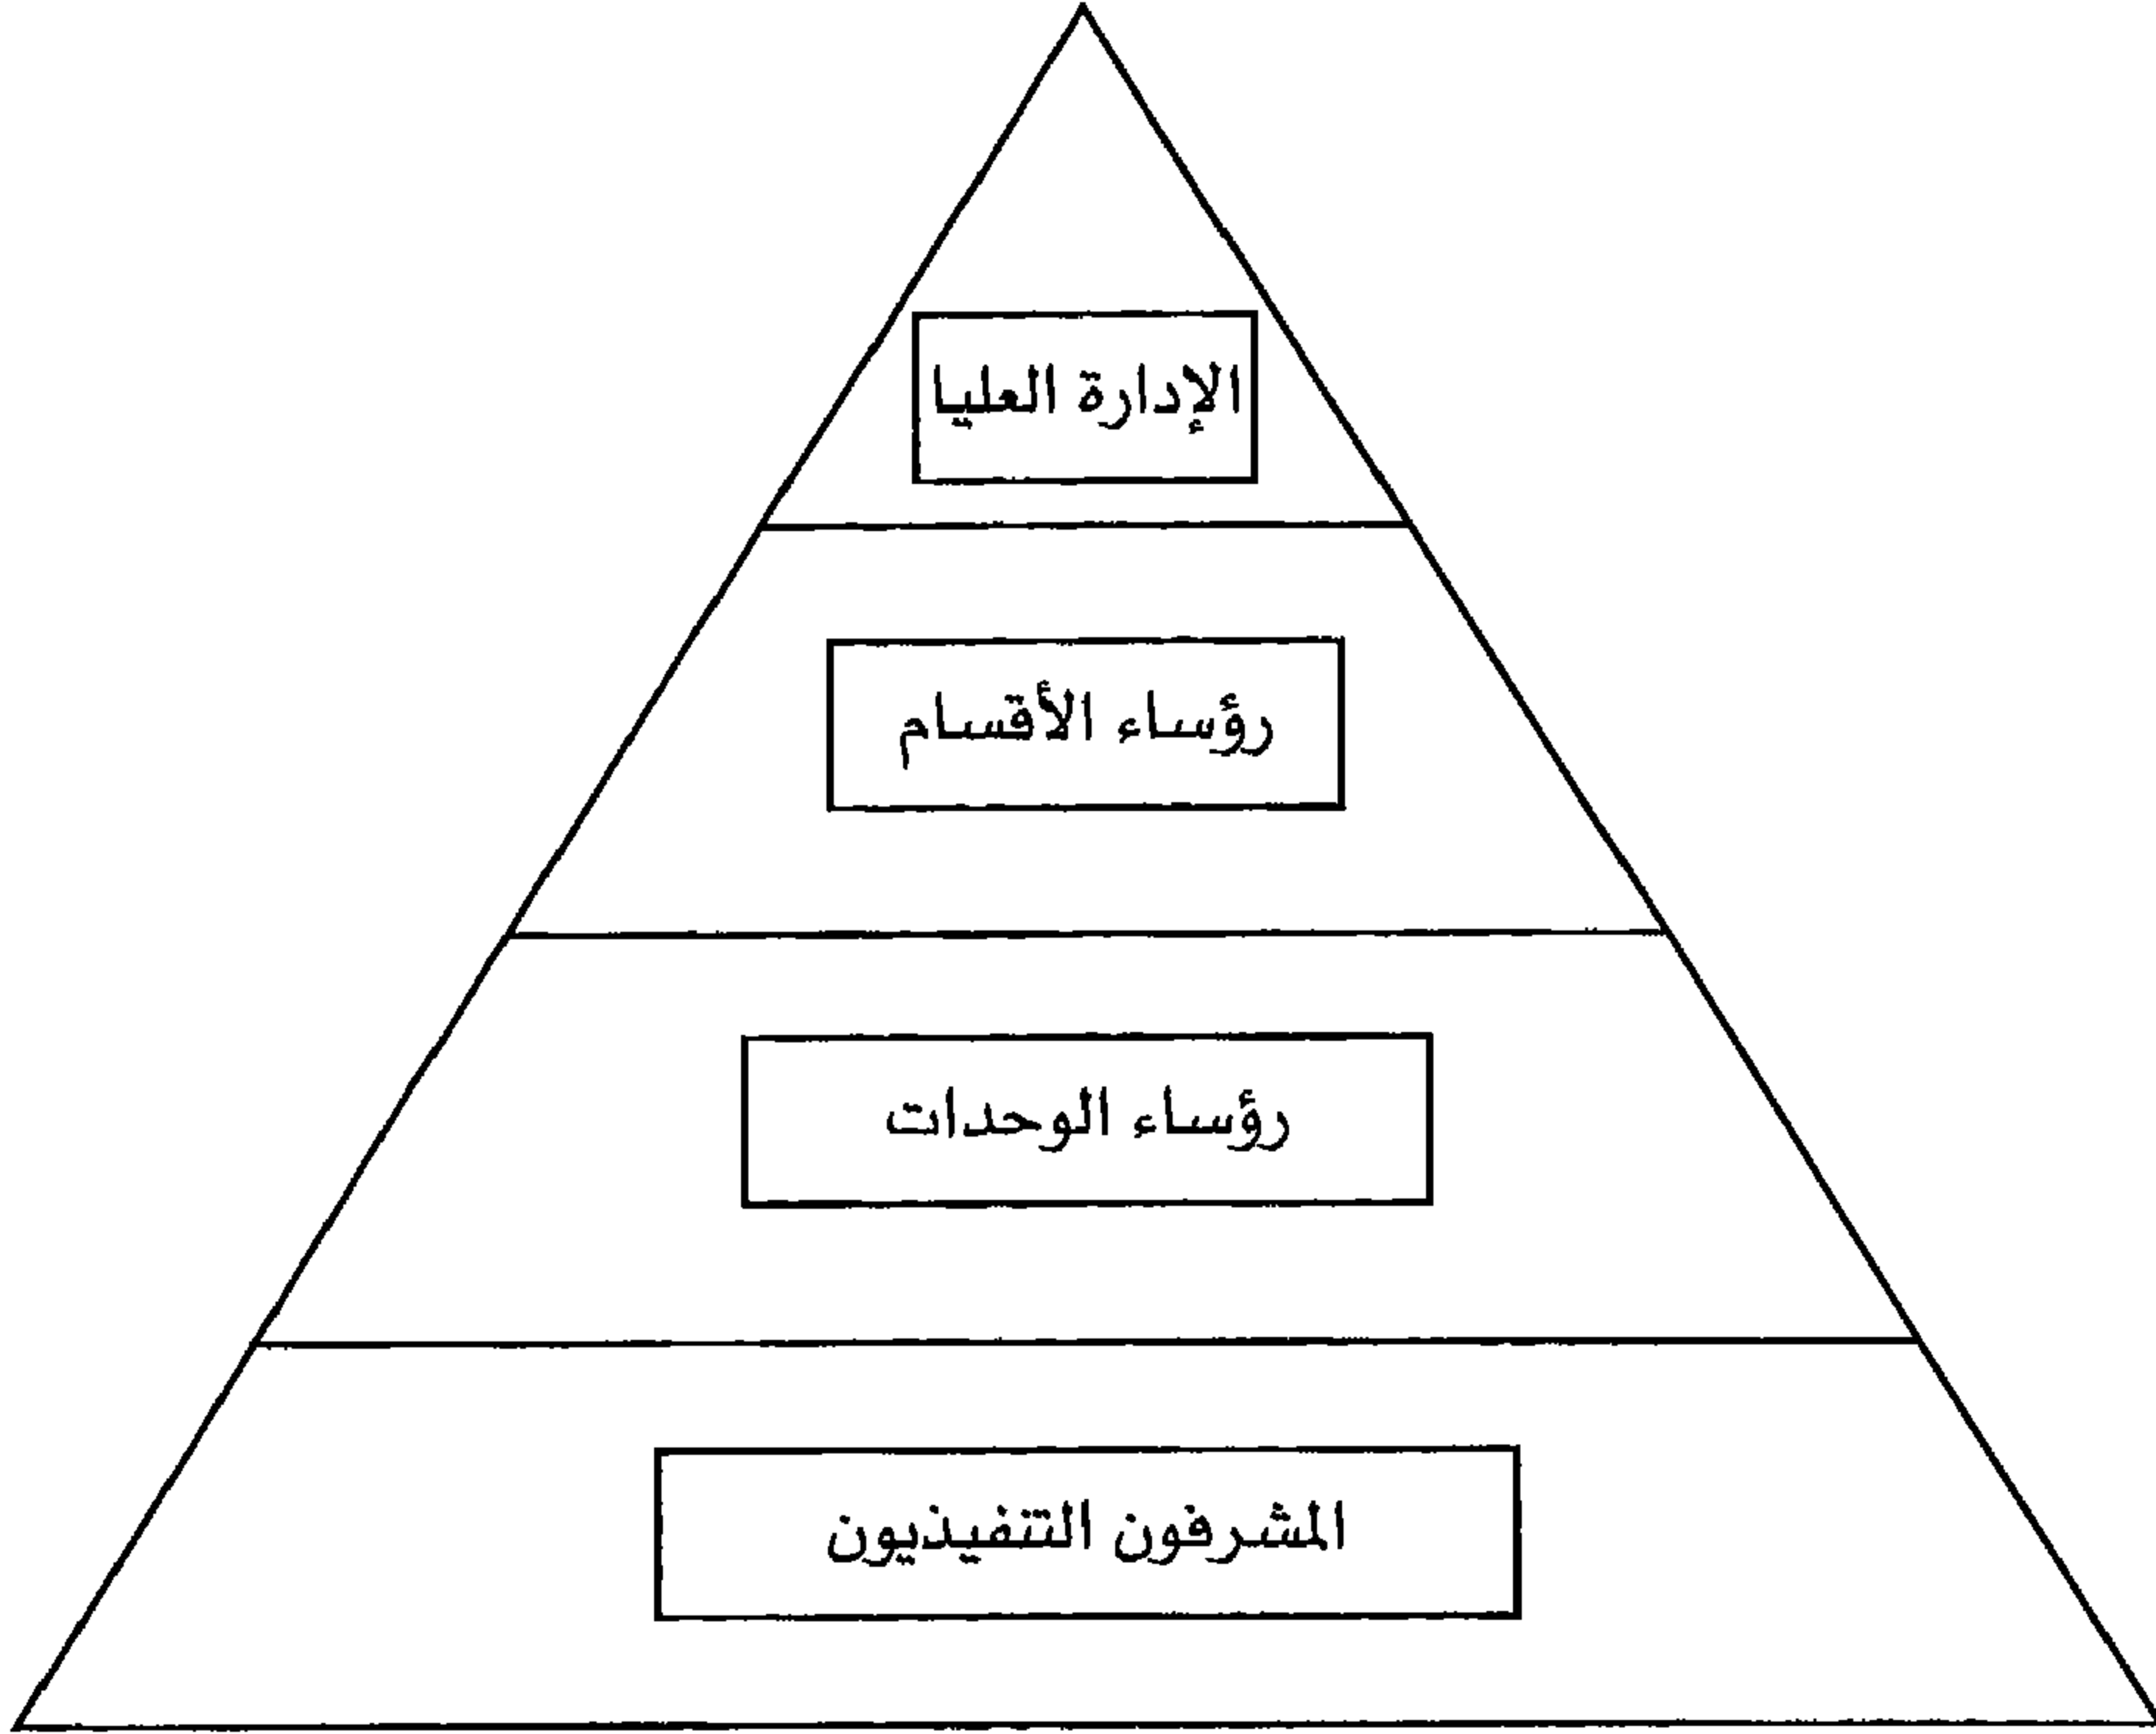 الإدارة العليا
رؤساء الأقسام
رؤساء الوحدات
المشرفون التنفيذيون